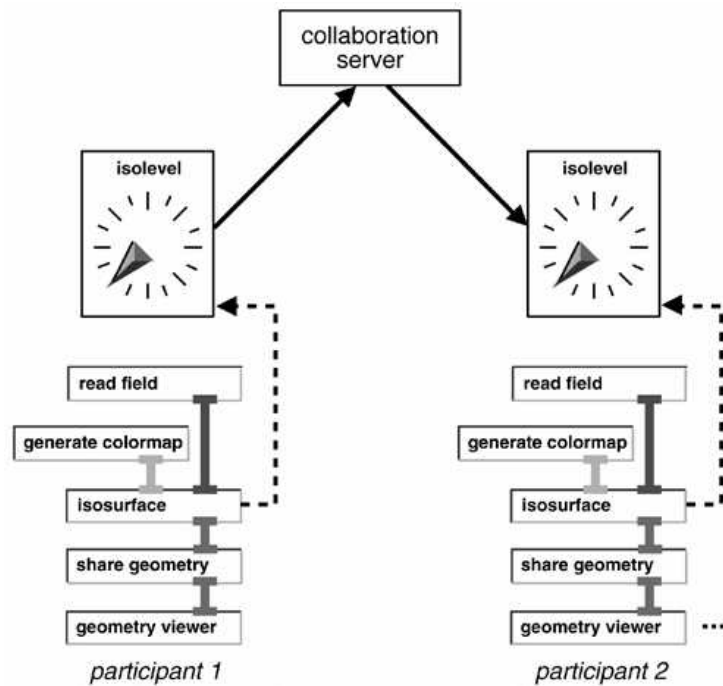 collaboration
server
isolevel
isolevel
read field
generate colormap
isosurface
share geometry
geometry viewer
participant 1
read field
generate colormap
isosurface
share geometry
geometry viewer
participant 2